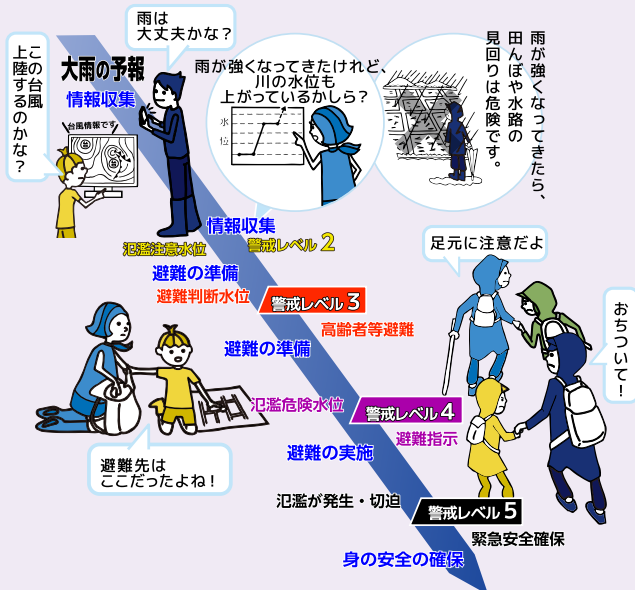 雨は
大丈夫かな？
この台風
上陸するのかな？
大雨の予報
情報収集
台風情報です
台
台
雨が強くなってきたけれど、
川の水位も
上がっているかしら？
水
位
雨が強くなってきたら、
田んぼや水路の
見回りは危険です。
情報収集
氾濫注意水位
警戒レベル 2
避難の準備
避難判断水位
警戒レベル 3
高齢者等避難
避難の準備
足元に注意だよ
おちついて！
氾濫危険水位
警戒レベル 4
避難指示
避難の実施
避難先は
ここだったよね！
氾濫が発生・切迫
警戒レベル 5
緊急安全確保
身の安全の確保